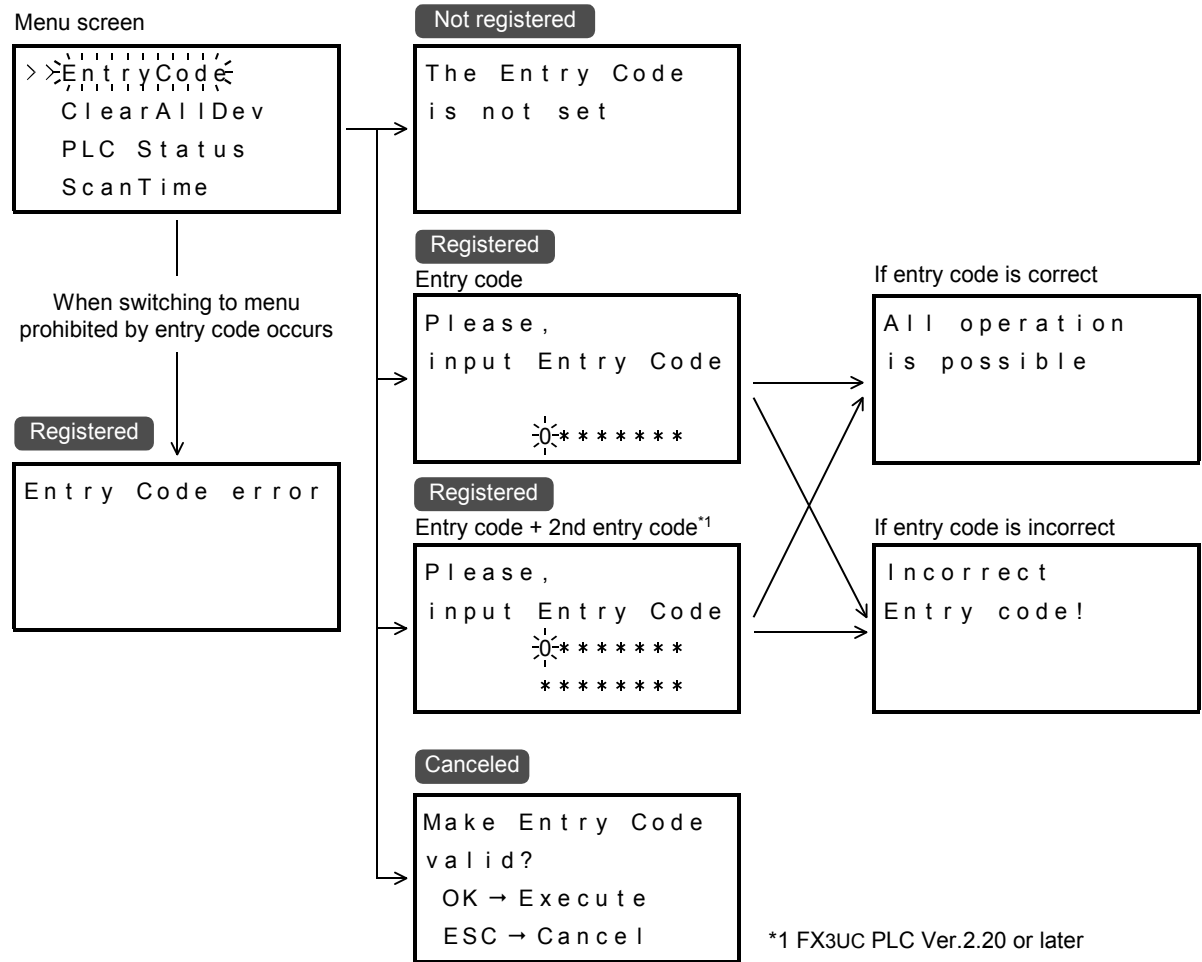 Menu screen
>>EntryCode
ClearAllDev
PLC Status
ScanTime
When switching to menu
prohibited by entry code occurs
Registered
Entry Code error
Not registered
The Entry Code
is not set
Registered
Entry code
Please,
input Entry Code
0*******
Registered
Entry code + 2nd entry code*1
Please,
input Entry Code
0*******
********
Canceled
Make Entry Code
valid?
OK → Execute
ESC → Cancel
If entry code is correct
All operation
is possible
If entry code is incorrect
Incorrect
Entry code!
*1 FX3UC PLC Ver.2.20 or later